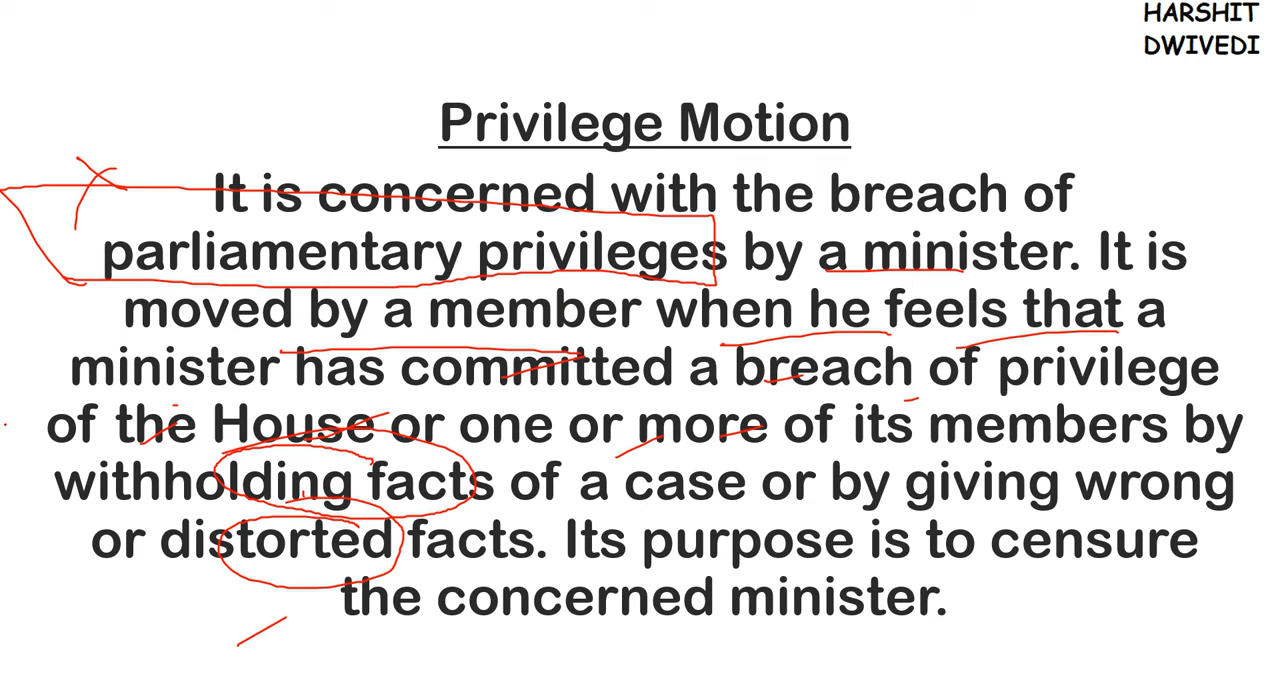 HARSHIT
DWIVEDI
Privilege Motion
It is concerned with the breach of
parliamentary privileges by a minister. It is
moved by a member when he feels that a
minister has committed a breach of privilege
of the House or one or more of its members by
withholding facts of a case or by giving wrong
or distorted facts. Its purpose is to censure
the concerned minister.